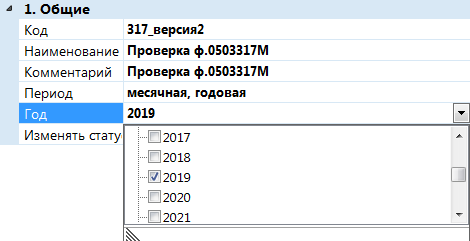 1. Общие
Код 317_версия2
Наименование Проверка ф.0503317М
Комментарий Проверка ф.0503317М
Период месячная, годовая
Год 2019
Изменять стату
2017
2018
2019
2020
2021